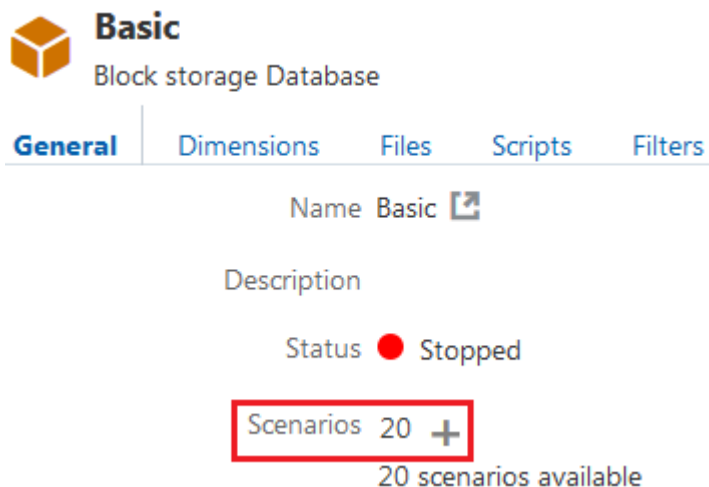 Basic
Block storage Database
General Dimensions Files Scripts Filters
Name Basic
Description
Status Stopped
Scenarios 20 +
20 scenarios available